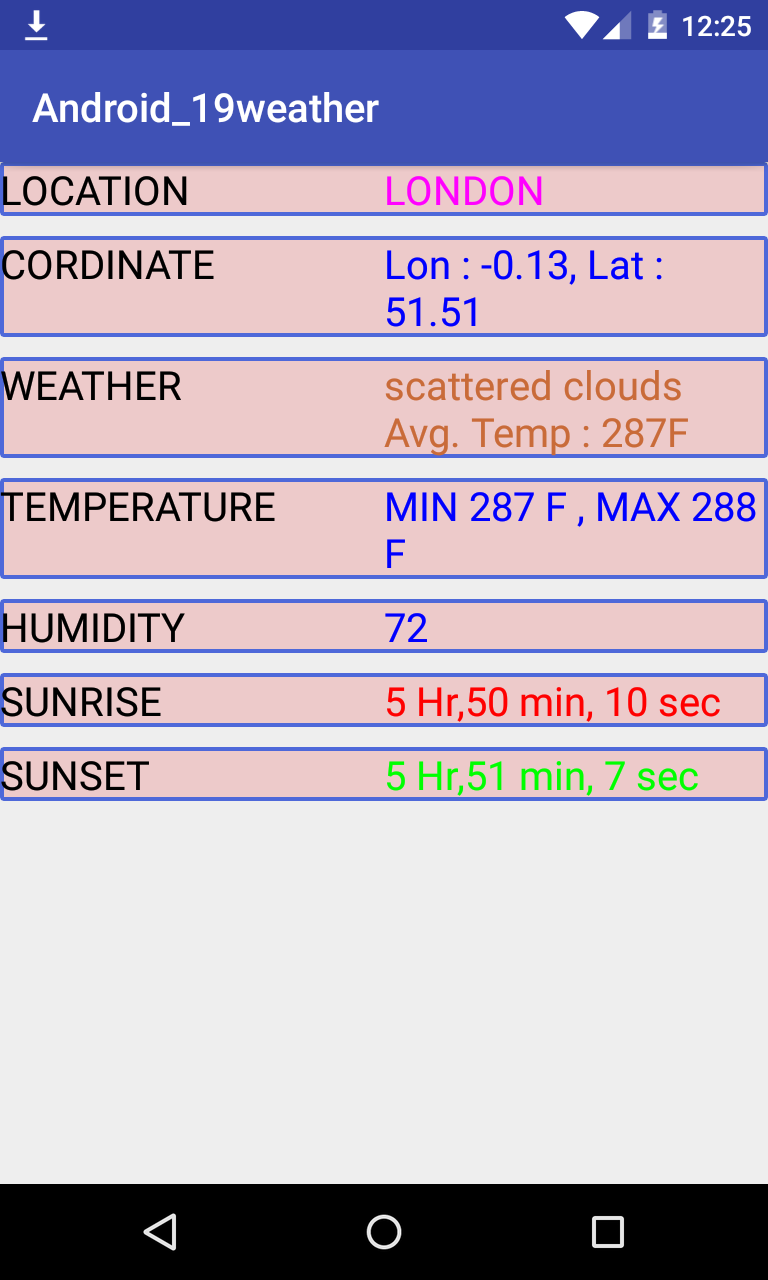 12:25
Android_19weather
LOCATION LONDON
CORDINATE Lon : -0.13, Lat :
51.51
WEATHER scattered clouds
Avg. Temp : 287F
TEMPERATURE MIN 287 F , MAX 288
F
HUMIDITY 72
SUNRISE 5 Hr,50 min, 10 sec
SUNSET 5 Hr,51 min, 7 sec